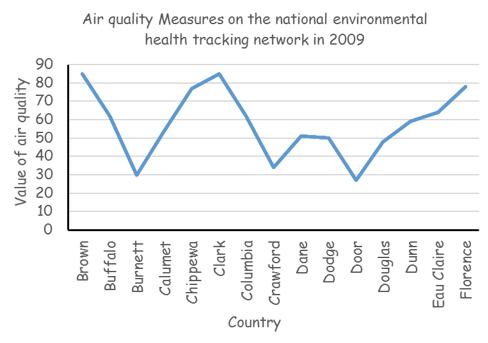 Air quality Measures on the national environmental
health tracking network in 2009
Value of air quality
90
80
70
60
50
40
30
20
10
0
Brown
Buffalo
Burnett
Calumet
Chippewa
Clark
Columbia
Crawford
Dane
Dodge
Door
Douglas
Dunn
Eau Claire
Florence
Country